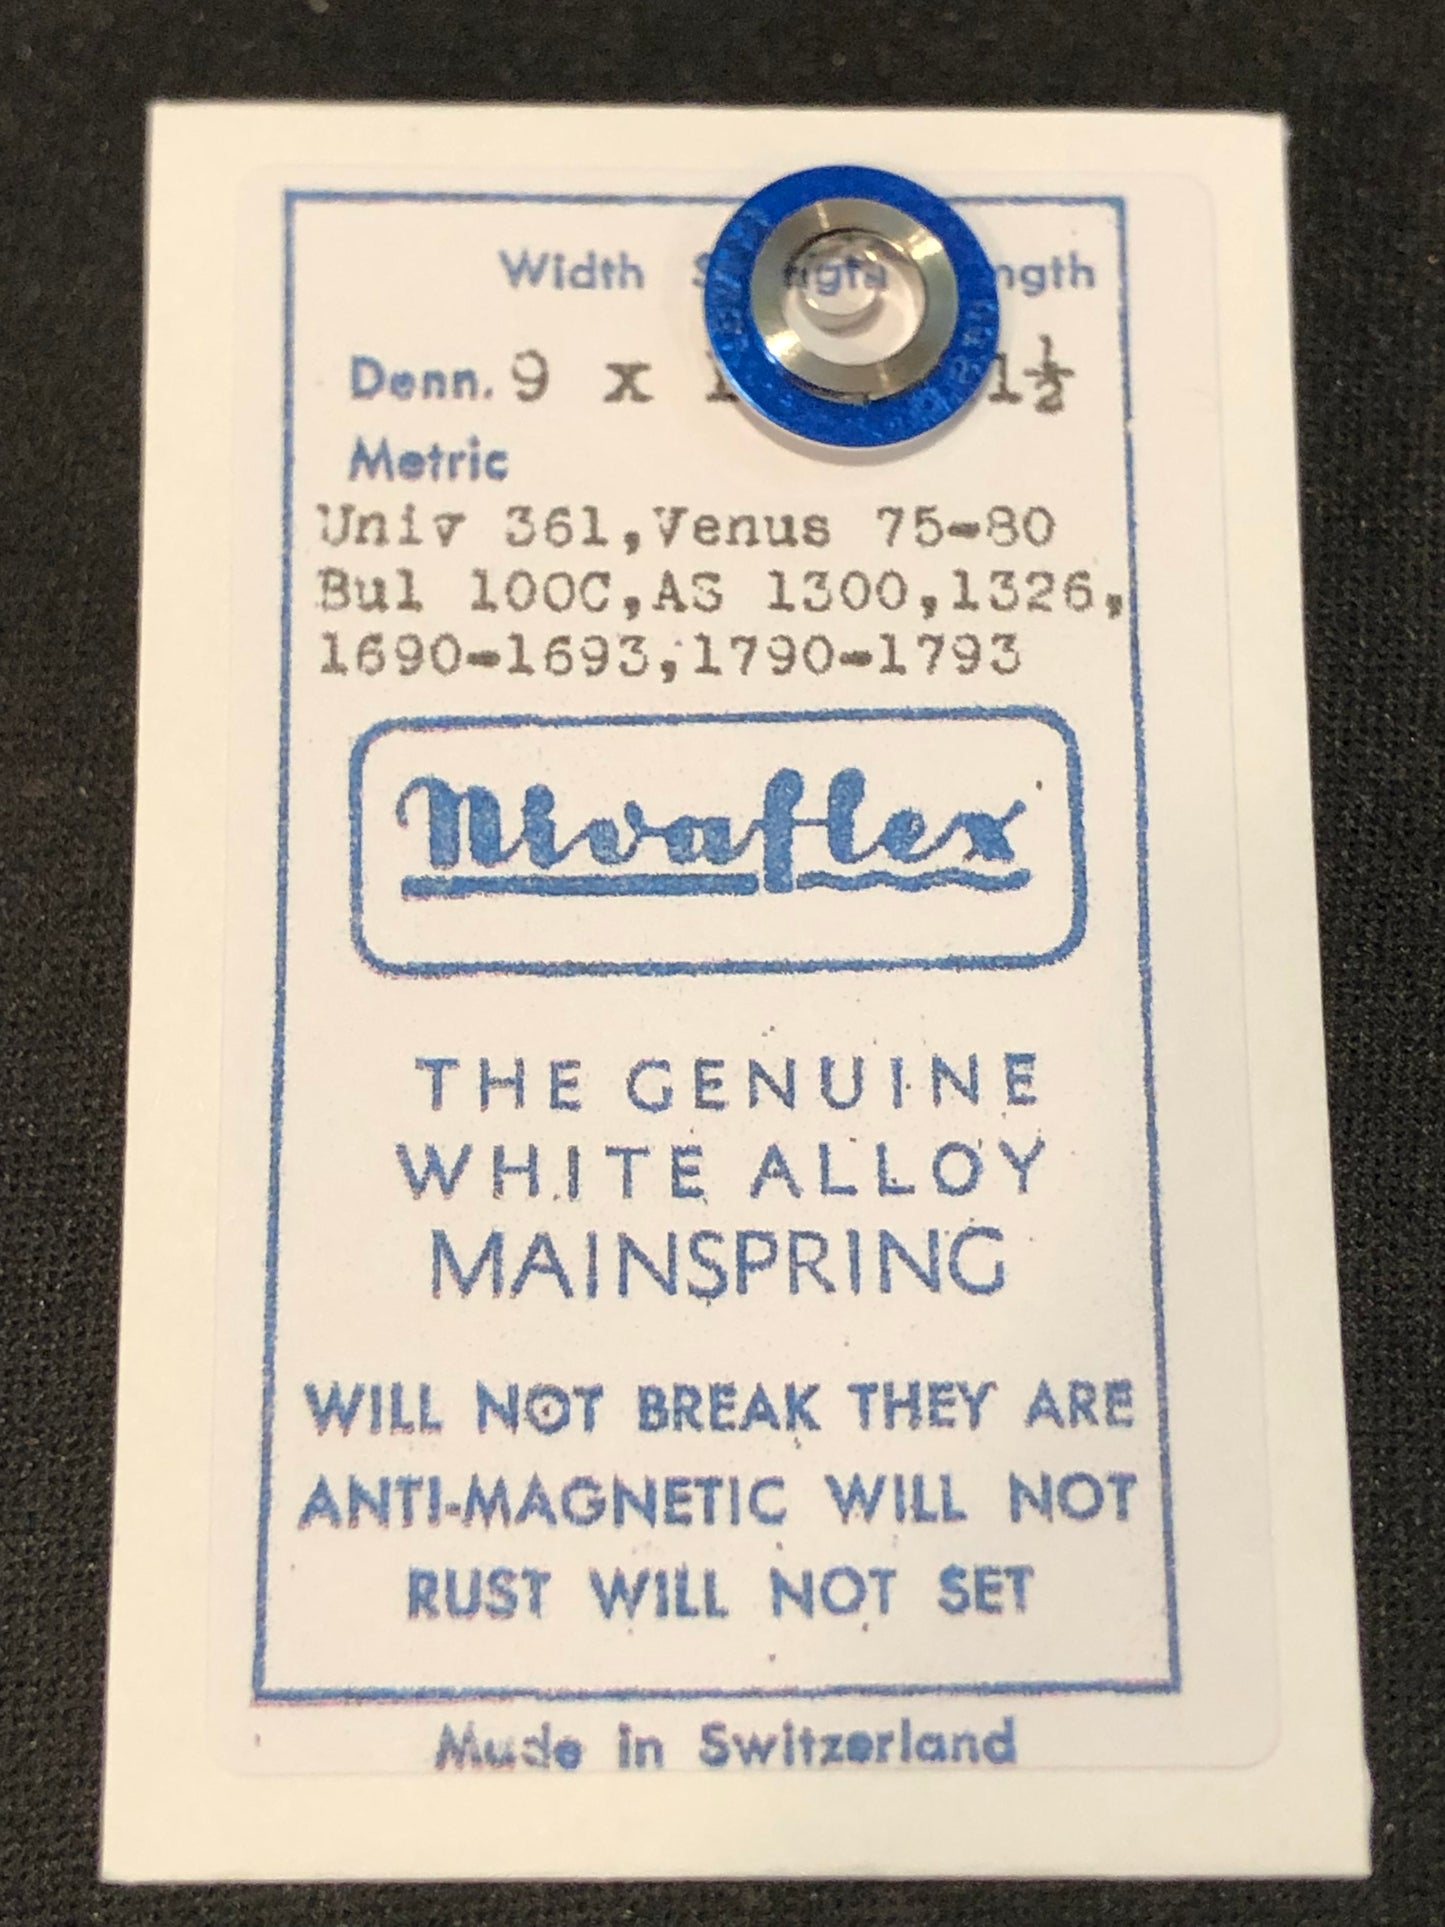 Width
Denn. 9 x 1½
Metric
Univ 361,Venus 75-80
Bul 100C,AS 1300,1326,
1690-1693,1790-1793
Nivaflex
THE GENUINE
WHITE ALLOY
MAINSPRING
WILL NOT BREAK THEY ARE
ANTI-MAGNETIC WILL NOT
RUST WILL NOT SET
Made in Switzerland